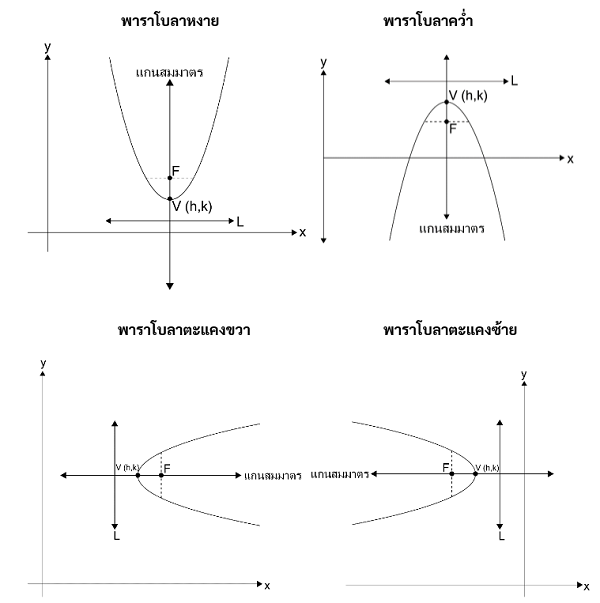 พาราโบลาหงาย
y
แกนสมมาตร
F
V (h,k)
L
x
พาราโบลาคว่ำ
y
L
V (h,k)
F
x
แกนสมมาตร
พาราโบลาตะแคงขวา
y
V (h,k)
F
แกนสมมาตร
L
x
พาราโบลาตะแคงซ้าย
y
แกนสมมาตร
F
V (h,k)
L
x